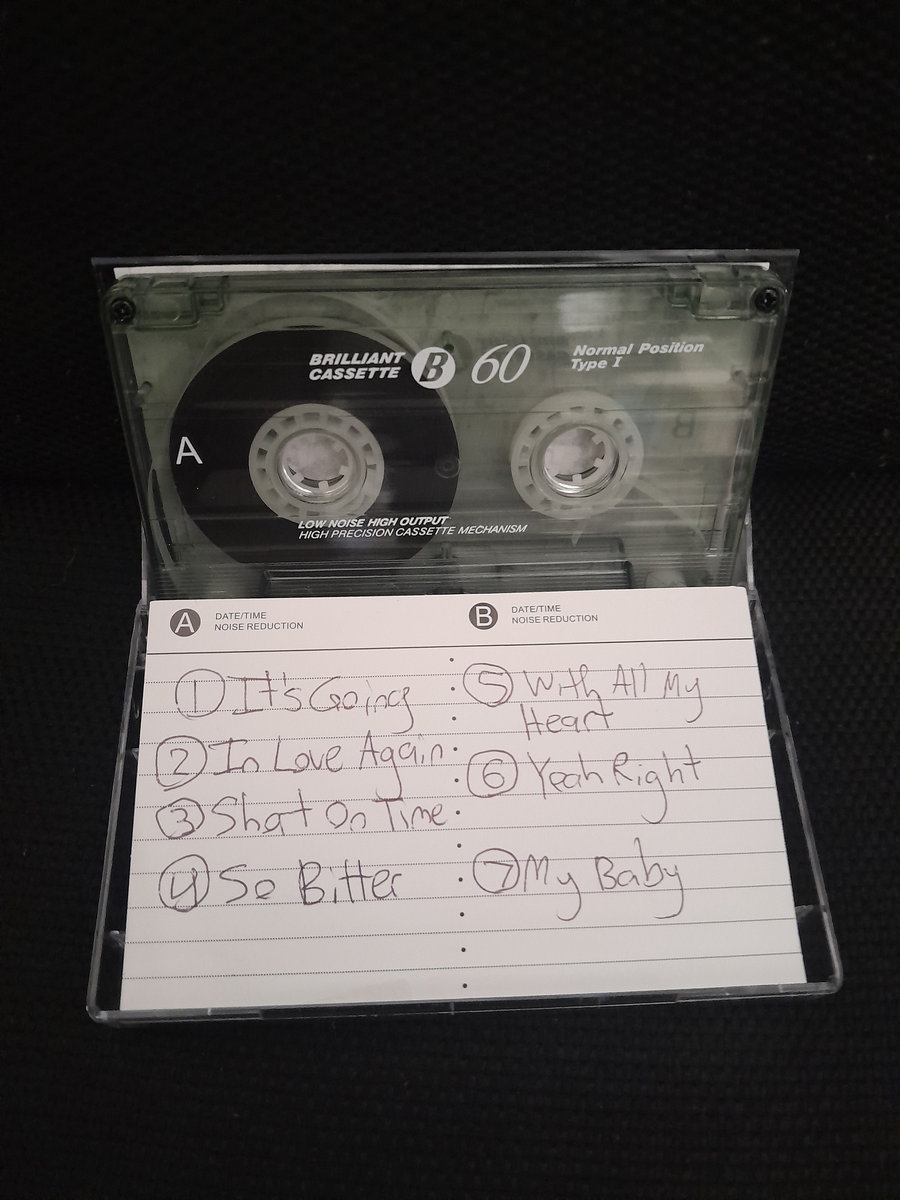 BRILLIANT
CASSETTE
B 60
Normal Position
Type I
A
LOW NOISE HIGH OUTPUT
HIGH PRECISION CASSETTE MECHANISM
A DATE/TIME
NOISE REDUCTION
B DATE/TIME
NOISE REDUCTION
1 It's Going
2 In Love Again
3 Shot On Time
4 So Bitter
5 With All My
Heart
6 Yeah Right
7 My Baby